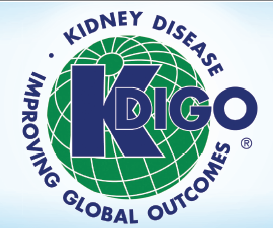 KIDNEY DISEASE
IMPROVING GLOBAL OUTCOMES
KDIGO
®